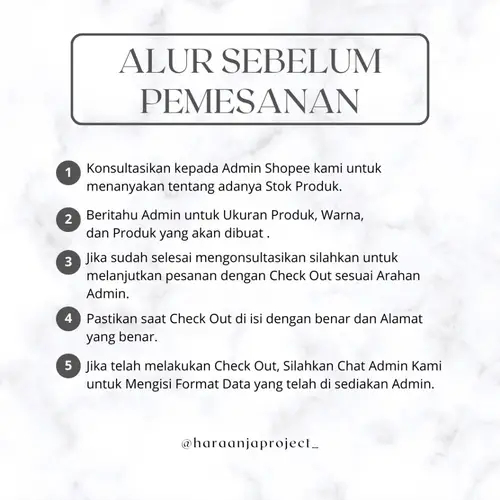 ALUR SEBELUM
PEMESANAN
1 Konsultasikan kepada Admin Shopee kami untuk
menanyakan tentang adanya Stok Produk.
2 Beritahu Admin untuk Ukuran Produk, Warna,
dan Produk yang akan dibuat .
3 Jika sudah selesai mengonsultasikan silahkan untuk
melanjutkan pesanan dengan Check Out sesuai Arahan
Admin.
4 Pastikan saat Check Out di isi dengan benar dan Alamat
yang benar.
5 Jika telah melakukan Check Out, Silahkan Chat Admin Kami
untuk Mengisi Format Data yang telah di sediakan Admin.
@haraanjaproject_